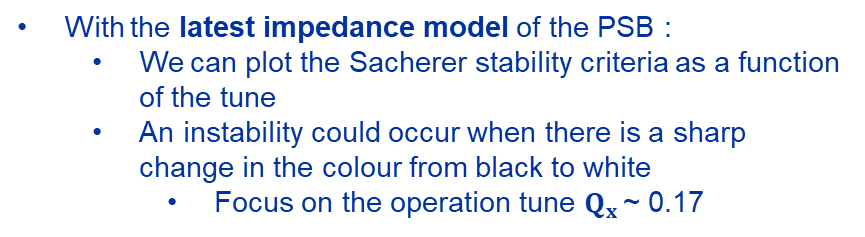 • With the latest impedance model of the PSB :
• We can plot the Sacherer stability criteria as a function
of the tune
• An instability could occur when there is a sharp
change in the colour from black to white
• Focus on the operation tune Qₓ ~ 0.17